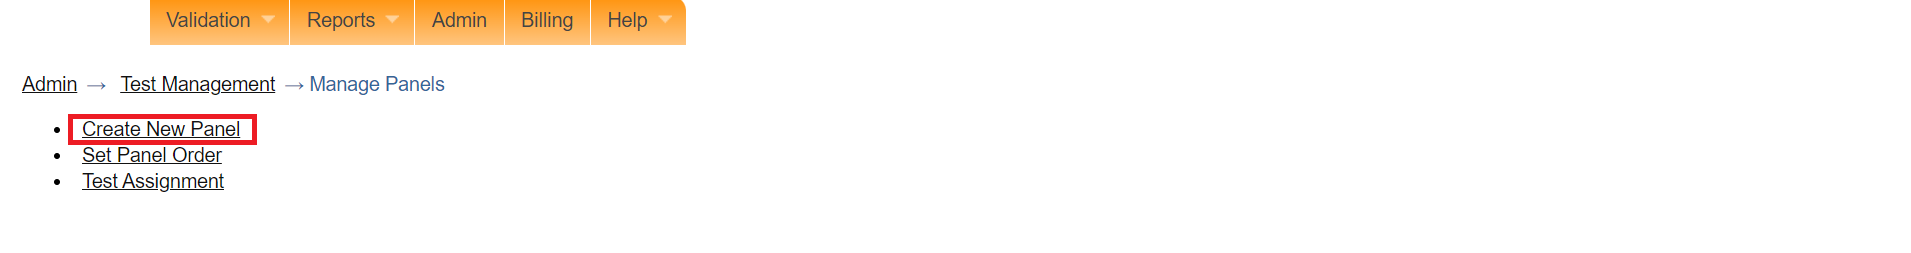 Validation Reports Admin Billing Help
Admin → Test Management → Manage Panels
• Create New Panel
• Set Panel Order
• Test Assignment